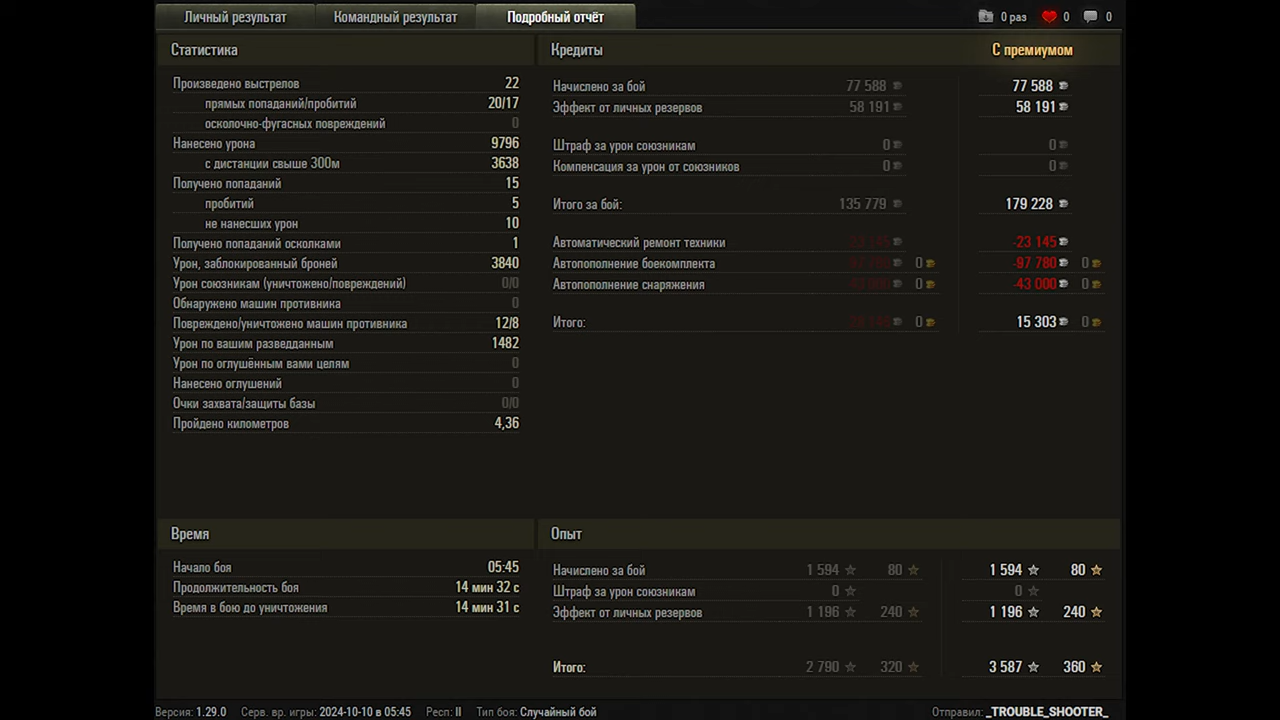 Личный результат Командный результат Подробный отчёт 0 раз 0 0
Статистика
Произведено выстрелов 22
прямых попаданий/пробитий 20/17
осколочно-фугасных повреждений 0
Нанесено урона 9796
с дистанции свыше 300м 3638
Получено попаданий 15
пробитий 5
не нанесших урон 10
Получено попаданий осколками 1
Урон, заблокированный броней 3840
Урон союзникам (уничтожено/повреждений) 0/0
Обнаружено машин противника 0
Повреждено/уничтожено машин противника 12/8
Урон по вашим разведданным 1482
Урон по оглушённым вами целям 0
Нанесено оглушений 0
Очки захвата/защиты базы 0/0
Пройдено километров 4,36
Кредиты С премиумом
Начислено за бой 77 588 77 588
Эффект от личных резервов 58 191 58 191
Штраф за урон союзникам 0 0
Компенсация за урон от союзников 0 0
Итого за бой: 135 779 179 228
Автоматический ремонт техники -23 145 -23 145
Автопополнение боекомплекта 0 -97 780 0
Автопополнение снаряжения 0 -43 000 0
Итого: 0 15 303 0
Время
Начало боя 05:45
Продолжительность боя 14 мин 32 с
Время в бою до уничтожения 14 мин 31 с
Опыт
Начислено за бой 1 594 80 1 594 80
Штраф за урон союзникам 0 0
Эффект от личных резервов 1 196 240 1 196 240
Итого: 2 790 320 3 587 360
Версия: 1.29.0 Серв. вр. игры: 2024-10-10 в 05:45 Респ: II Тип боя: Случайный бой Отправил: _TROUBLE_SHOOTER_